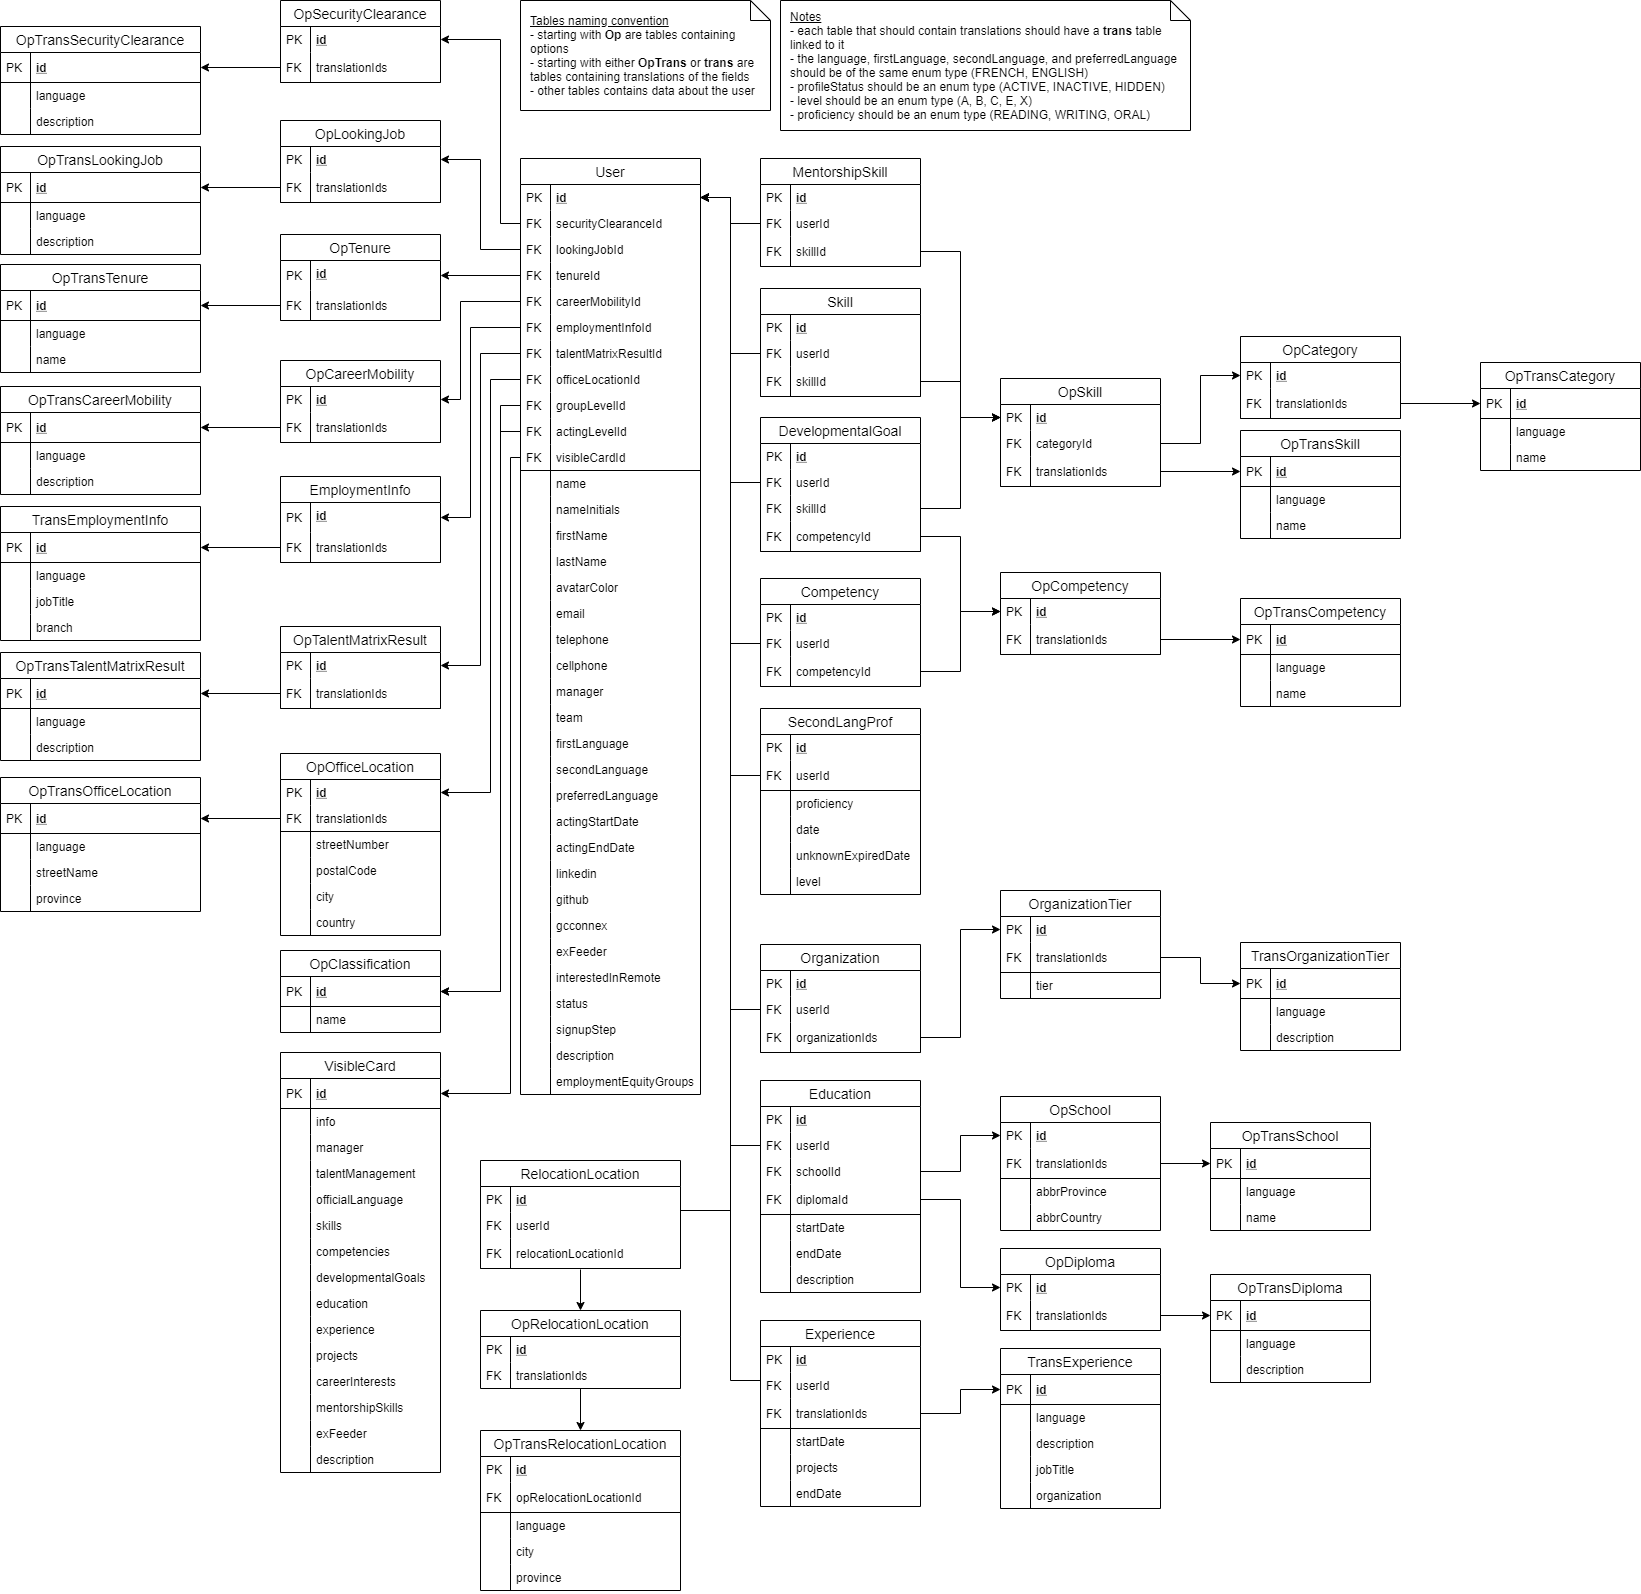 Tables naming convention
- starting with Op are tables containing
options
- starting with either OpTrans or trans are
tables containing translations of the fields
- other tables contains data about the user
Notes
- each table that should contain translations should have a trans table
linked to it
- the language, firstLanguage, secondLanguage, and preferredLanguage
should be of the same enum type (FRENCH, ENGLISH)
- profileStatus should be an enum type (ACTIVE, INACTIVE, HIDDEN)
- level should be an enum type (A, B, C, E, X)
- proficiency should be an enum type (READING, WRITING, ORAL)
OpTransSecurityClearance
PK id
language
description
OpTransLookingJob
PK id
language
description
OpTransTenure
PK id
language
name
OpTransCareerMobility
PK id
language
description
TransEmploymentInfo
PK id
language
jobTitle
branch
OpTransTalentMatrixResult
PK id
language
description
OpTransOfficeLocation
PK id
language
streetName
province
OpSecurityClearance
PK id
FK translationIds
OpLookingJob
PK id
FK translationIds
OpTenure
PK id
FK translationIds
OpCareerMobility
PK id
FK translationIds
EmploymentInfo
PK id
FK translationIds
OpTalentMatrixResult
PK id
FK translationIds
OpOfficeLocation
PK id
FK translationIds
streetNumber
postalCode
city
country
OpClassification
PK id
name
VisibleCard
PK id
info
manager
talentManagement
officialLanguage
skills
competencies
developmentalGoals
education
experience
projects
careerInterests
mentorshipSkills
exFeeder
description
User
PK id
FK securityClearanceId
FK lookingJobId
FK tenureId
FK careerMobilityId
FK employmentInfoId
FK talentMatrixResultId
FK officeLocationId
FK groupLevelId
FK actingLevelId
FK visibleCardId
name
nameInitials
firstName
lastName
avatarColor
email
telephone
cellphone
manager
team
firstLanguage
secondLanguage
preferredLanguage
actingStartDate
actingEndDate
linkedin
github
gcconnex
exFeeder
interestedInRemote
status
signupStep
description
employmentEquityGroups
RelocationLocation
PK id
FK userId
FK relocationLocationId
OpRelocationLocation
PK id
FK translationIds
OpTransRelocationLocation
PK id
FK opRelocationLocationId
language
city
province
MentorshipSkill
PK id
FK userId
FK skillId
Skill
PK id
FK userId
FK skillId
DevelopmentalGoal
PK id
FK userId
FK skillId
FK competencyId
Competency
PK id
FK userId
FK competencyId
SecondLangProf
PK id
FK userId
proficiency
date
unknownExpiredDate
level
Organization
PK id
FK userId
FK organizationIds
Education
PK id
FK userId
FK schoolId
FK diplomaId
startDate
endDate
description
Experience
PK id
FK userId
FK translationIds
startDate
projects
endDate
OpSkill
PK id
FK categoryId
FK translationIds
OpCompetency
PK id
FK translationIds
OrganizationTier
PK id
FK translationIds
tier
OpSchool
PK id
FK translationIds
abbrProvince
abbrCountry
OpDiploma
PK id
FK translationIds
TransExperience
PK id
language
description
jobTitle
organization
OpCategory
PK id
FK translationIds
OpTransSkill
PK id
language
name
OpTransCompetency
PK id
language
name
TransOrganizationTier
PK id
language
description
OpTransSchool
PK id
language
name
OpTransDiploma
PK id
language
description
OpTransCategory
PK id
language
name